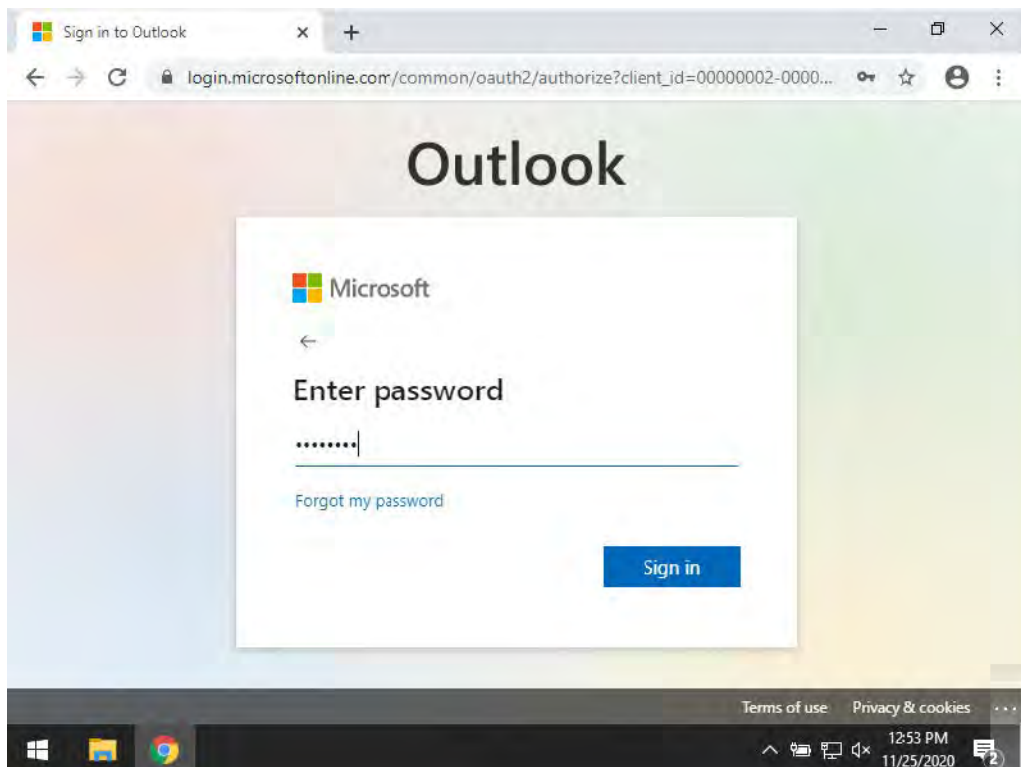 Sign in to Outlook
login.microsoftonline.com/common/oauth2/authorize?client_id=00000002-0000...
Outlook
Microsoft
Enter password
••••••••
Forgot my password
Sign in
Terms of use Privacy & cookies ...
12:53 PM
11/25/2020
2